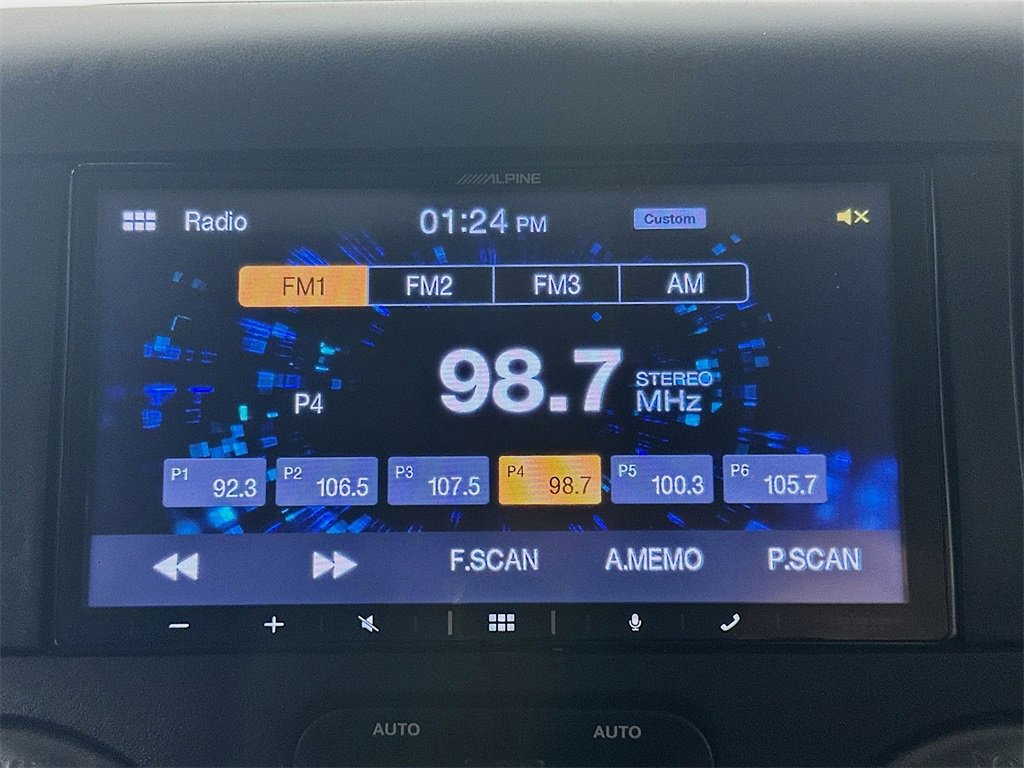 ALPINE
Radio 01:24 PM Custom
FM1 FM2 FM3 AM
P4 98.7 STEREO MHz
P1 92.3 P2 106.5 P3 107.5 P4 98.7 P5 100.3 P6 105.7
F.SCAN A.MEMO P.SCAN
AUTO AUTO